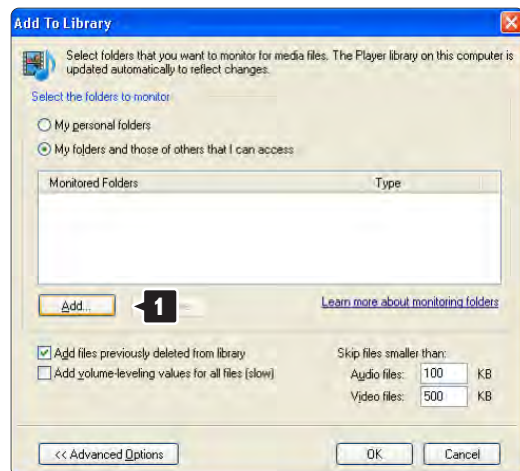 Add To Library
Select folders that you want to monitor for media files. The Player library on this computer is
updated automatically to reflect changes.
Select the folders to monitor
My personal folders
My folders and those of others that I can access
Monitored Folders Type
Add... 1 Learn more about monitoring folders
Add files previously deleted from library Skip files smaller than:
Add volume-leveling values for all files (slow) Audio files: 100 KB
Video files: 500 KB
<< Advanced Options OK Cancel